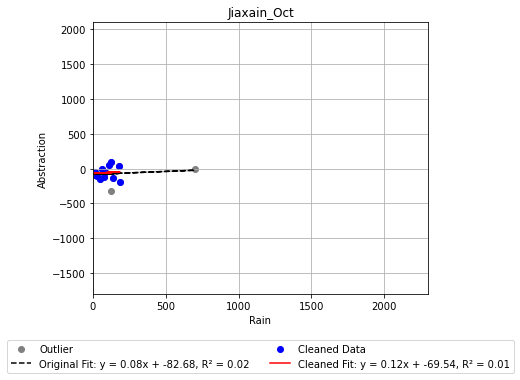 Jiaxain_Oct
2000
1500
1000
500
0
−500
−1000
−1500
Abstraction
0 500 1000 1500 2000
Rain
Outlier
Original Fit: y = 0.08x + -82.68, R² = 0.02
Cleaned Data
Cleaned Fit: y = 0.12x + -69.54, R² = 0.01